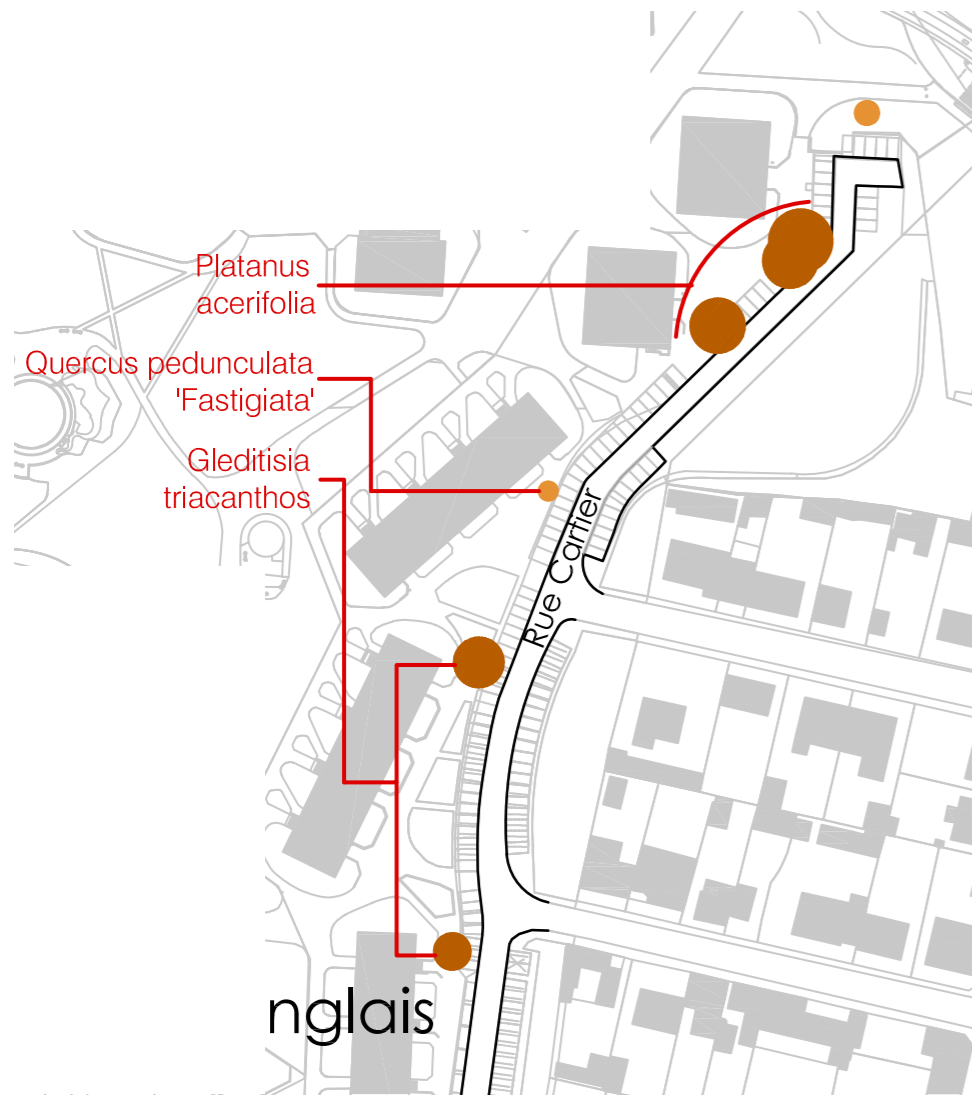 Platanus
acerifolia
Quercus pedunculata
'Fastigiata'
Gleditisia
triacanthos
Rue Cartier
nglais